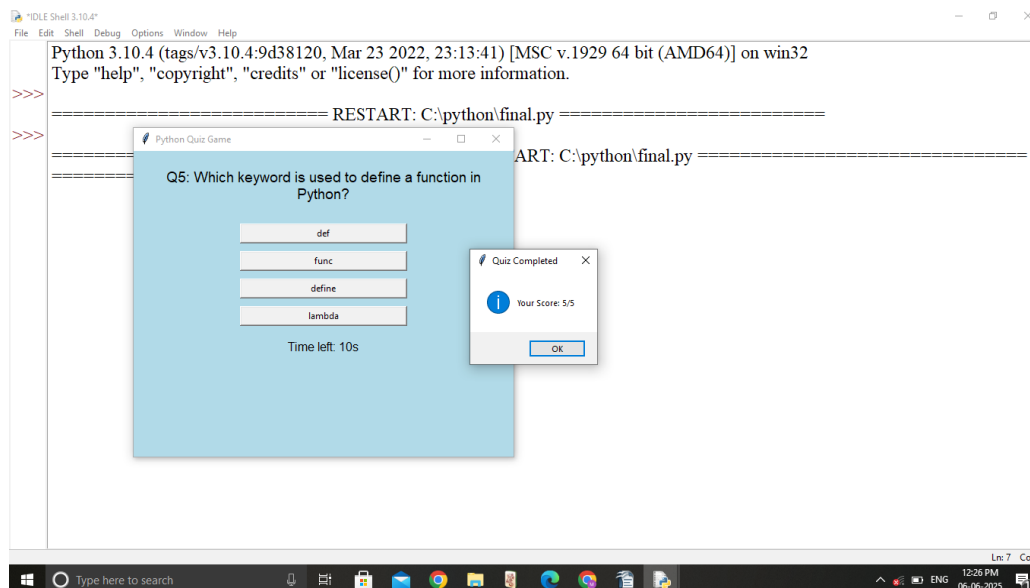 *IDLE Shell 3.10.4*
File Edit Shell Debug Options Window Help
Python 3.10.4 (tags/v3.10.4:9d38120, Mar 23 2022, 23:13:41) [MSC v.1929 64 bit (AMD64)] on win32
Type "help", "copyright", "credits" or "license()" for more information.
>>>
========================= RESTART: C:\python\final.py =========================
>>>
ART: C:\python\final.py ===============================
========
Python Quiz Game
Q5: Which keyword is used to define a function in
Python?
def
func
define
lambda
Time left: 10s
Quiz Completed
i
Your Score: 5/5
OK
Ln: 7
Type here to search
ENG
12:26 PM
06-06-2025